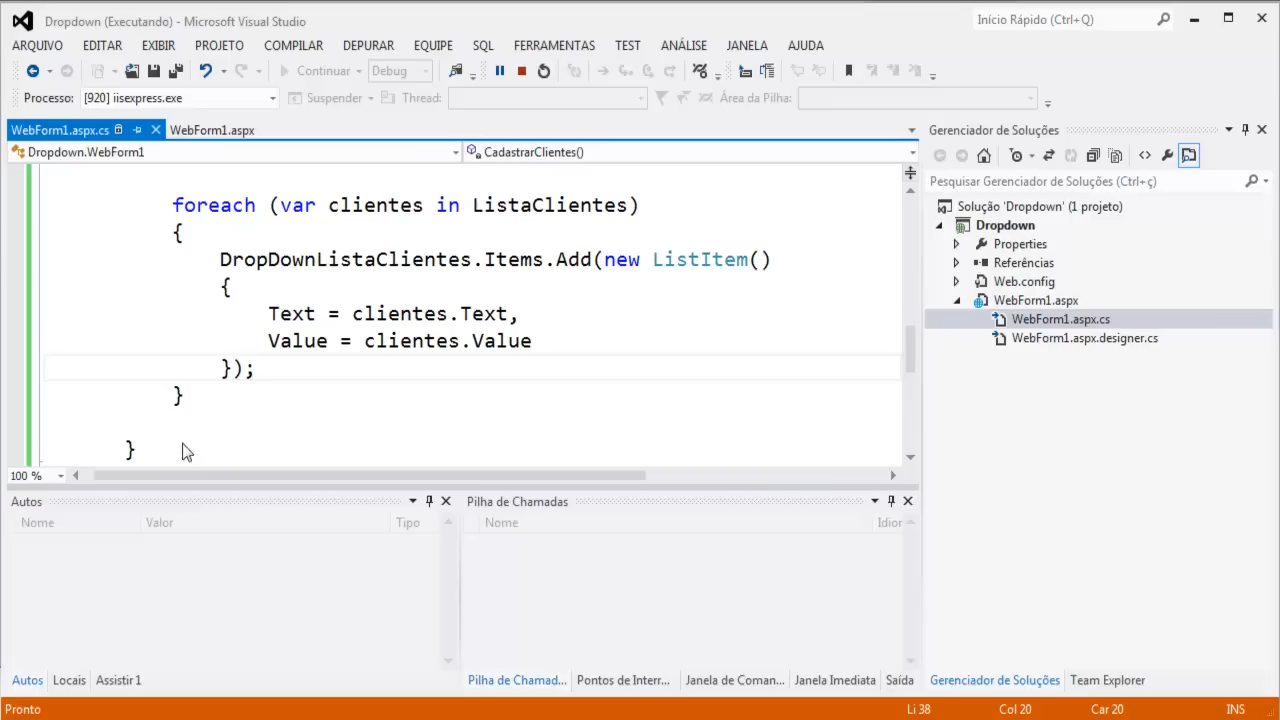 Dropdown (Executando) - Microsoft Visual Studio
Início Rápido (Ctrl+Q)
ARQUIVO EDITAR EXIBIR PROJETO COMPILAR DEPURAR EQUIPE SQL FERRAMENTAS TEST ANÁLISE JANELA AJUDA
Continuar Debug
Processo: [920] iisexpress.exe Suspender Thread: Área da Pilha:
WebForm1.aspx.cs WebForm1.aspx
Dropdown.WebForm1 CadastrarClientes()
foreach (var clientes in ListaClientes)
{
DropDownListaClientes.Items.Add(new ListItem()
{
Text = clientes.Text,
Value = clientes.Value
});
}
}
100 %
Gerenciador de Soluções
Pesquisar Gerenciador de Soluções (Ctrl+ç)
Solução 'Dropdown' (1 projeto)
Dropdown
Properties
Referências
Web.config
WebForm1.aspx
WebForm1.aspx.cs
WebForm1.aspx.designer.cs
Autos
Nome Valor Tipo
Pilha de Chamadas
Nome Idior
Autos Locais Assistir 1
Pilha de Chamad... Pontos de Interr... Janela de Coman... Janela Imediata Saída
Gerenciador de Soluções Team Explorer
Pronto Li 38 Col 20 Car 20 INS